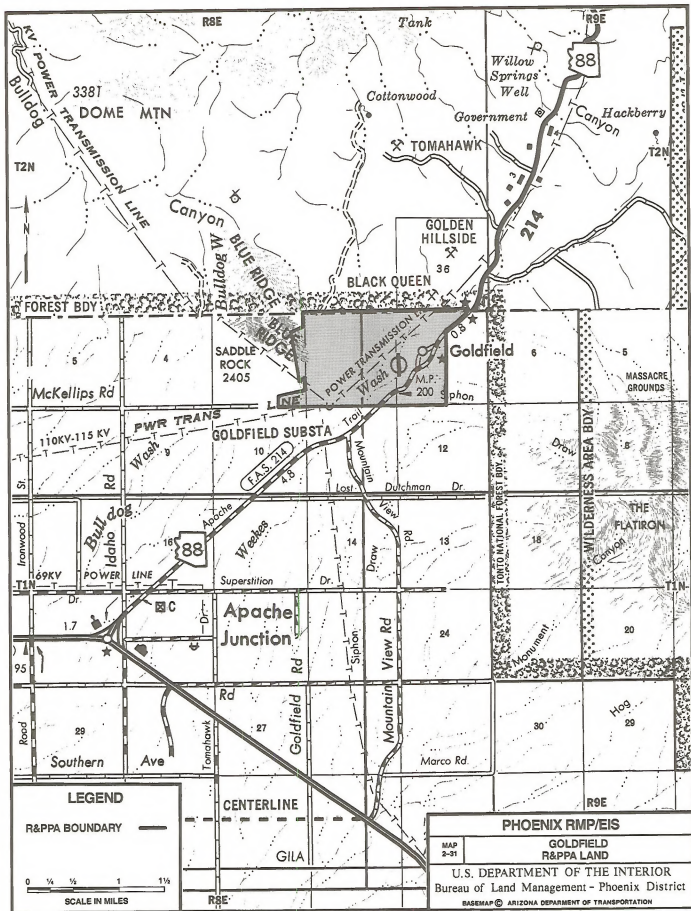 R8E
R9E
Tank
88
KV POWER TRANSMISSION LINE
Bulldog
Willow
Springs
Well
3381
DOME MTN
Cottonwood
Government
Canyon
Hackberry
TOMAHAWK
T2N
T2N
3
214
Canyon
Bulldog W
BLUE RIDGE
GOLDEN
HILLSIDE
36
BLACK QUEEN
FOREST BDY
BLUE
RIDGE
POWER TRANSMISSION
0.8
Goldfield
5
4
SADDLE
ROCK
2405
Wash
M.P.
200
6
5
MASSACRE
GROUNDS
McKellips Rd
LINE
Siphon
PWR TRANS
110KV-115 KV
GOLDFIELD SUBSTA
Trail
Wash
9
10
F.A.S. 214
4.8
12
Draw
8
WILDERNESS AREA BDY
Mountain
View
Rd
Lost
Dutchman
Dr.
St.
Rd
Ironwood
Bull dog
Idaho
Apache
16
88
Weekes
14
Draw
13
TONTO NATIONAL FOREST BDY.
18
THE
FLATIRON
Canyon
69KV
POWER LINE
Superstition
Dr.
T1N
T1N
Dr.
C
Dr.
1.7
Apache
Junction
24
20
Monument
95
Siphon
Rd
Goldfield
Mountain View Rd
Rd
29
27
30
Hog
29
Road
Southern
Ave
Tomahawk
Marco Rd.
CENTERLINE
R9E
GILA
R8E
LEGEND
R&PPA BOUNDARY
0 ¼ ½ 1 1½
SCALE IN MILES
PHOENIX RMP/EIS
MAP
2-31
GOLDFIELD
R&PPA LAND
U.S. DEPARTMENT OF THE INTERIOR
Bureau of Land Management - Phoenix District
BASEMAP © ARIZONA DEPARTMENT OF TRANSPORTATION